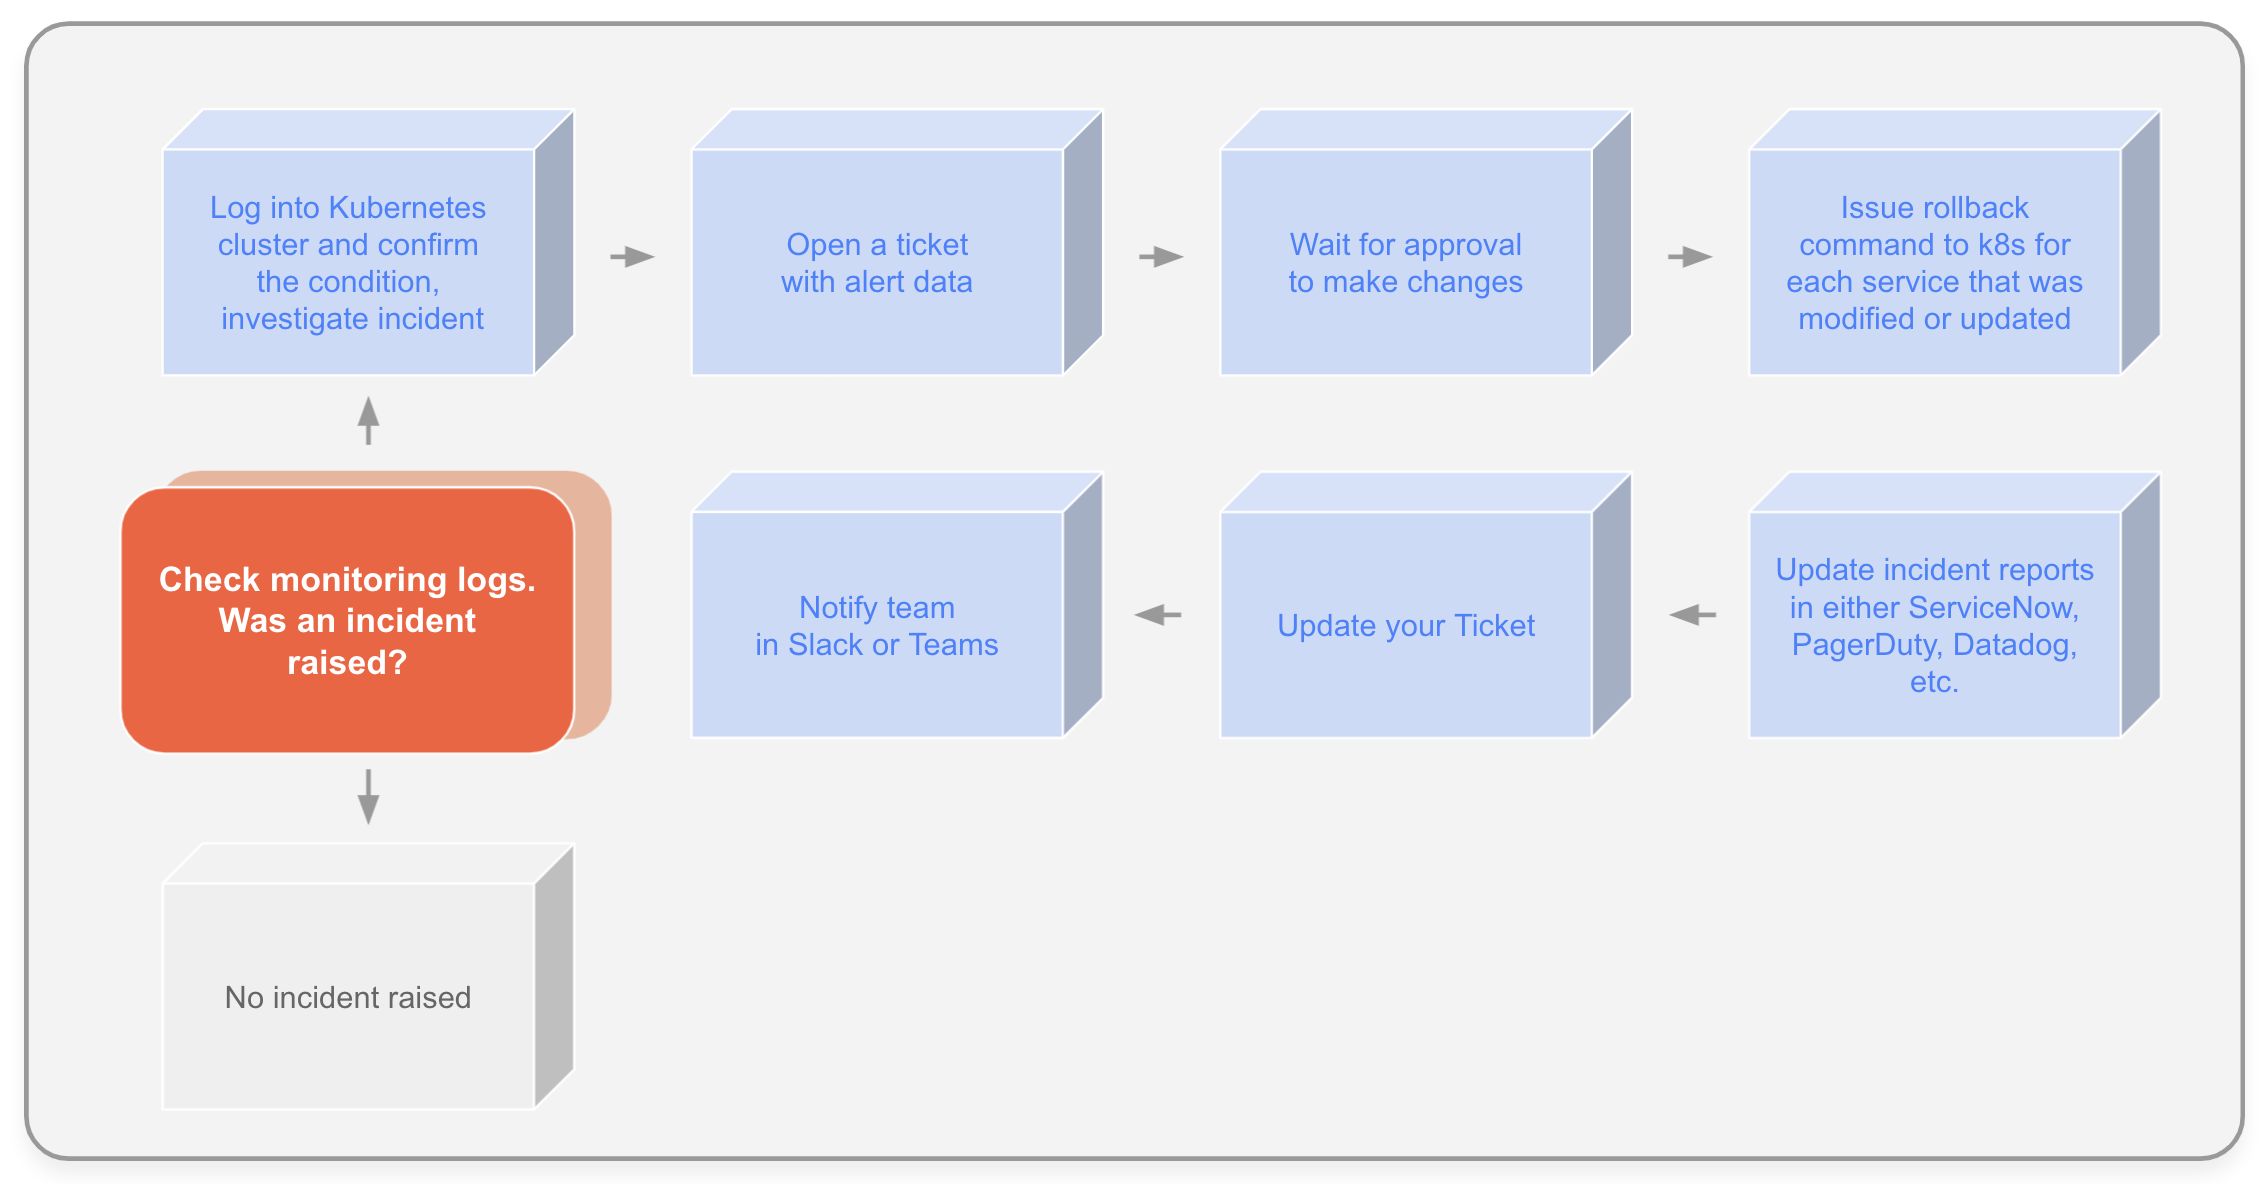 Log into Kubernetes
cluster and confirm
the condition,
investigate incident
Open a ticket
with alert data
Wait for approval
to make changes
Issue rollback
command to k8s for
each service that was
modified or updated
Check monitoring logs.
Was an incident
raised?
Notify team
in Slack or Teams
Update your Ticket
Update incident reports
in either ServiceNow,
PagerDuty, Datadog,
etc.
No incident raised